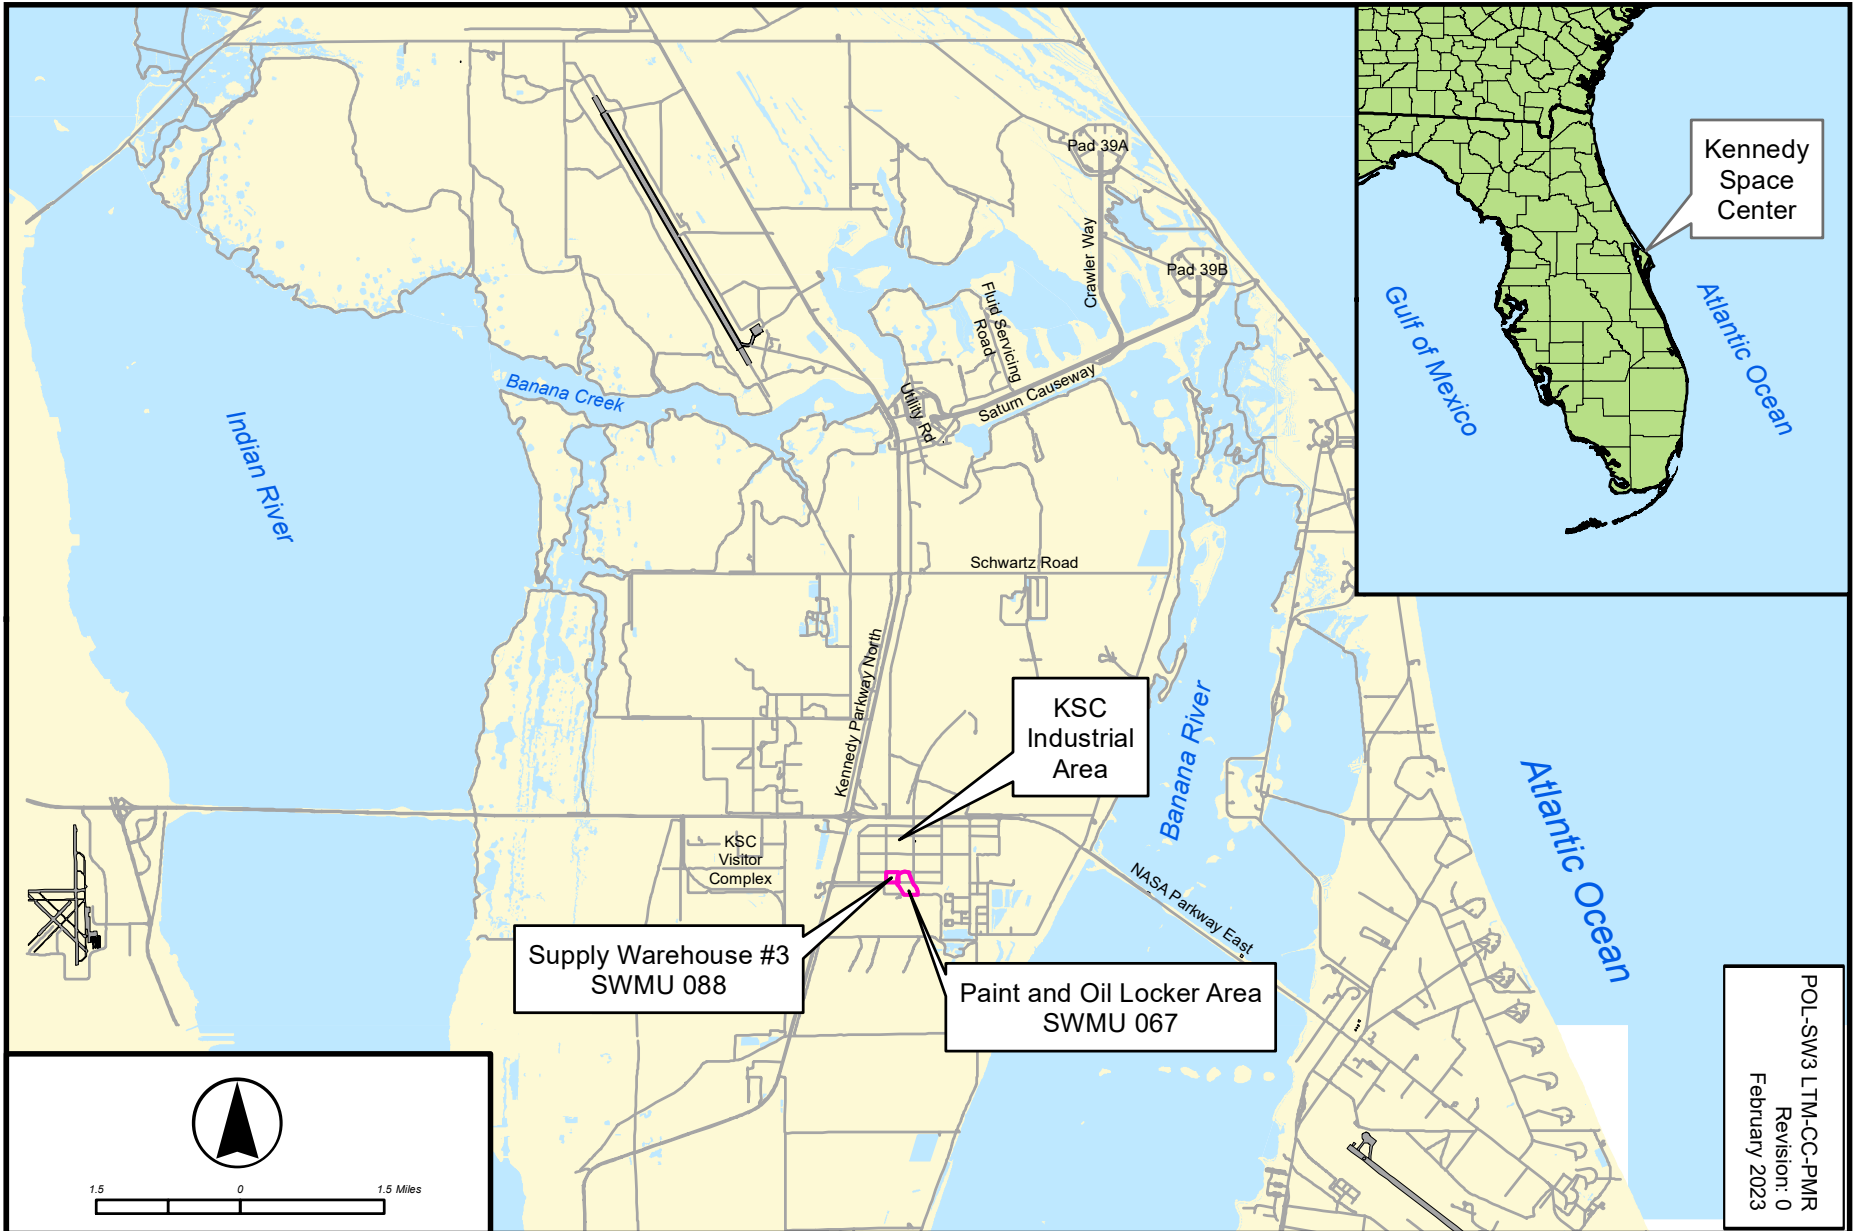 Pad 39A
Pad 39B
Crawler Way
Fluid Servicing
Road
Saturn Causeway
Utility Rd
Banana Creek
Indian River
Schwartz Road
Kennedy Parkway North
KSC
Industrial
Area
Banana River
KSC
Visitor
Complex
NASA Parkway East
Supply Warehouse #3
SWMU 088
Paint and Oil Locker Area
SWMU 067
Atlantic Ocean
Kennedy
Space
Center
Gulf of Mexico
Atlantic Ocean
1.5
0
1.5 Miles
POL-SW3 LTM-CC-PMR
Revision: 0
February 2023